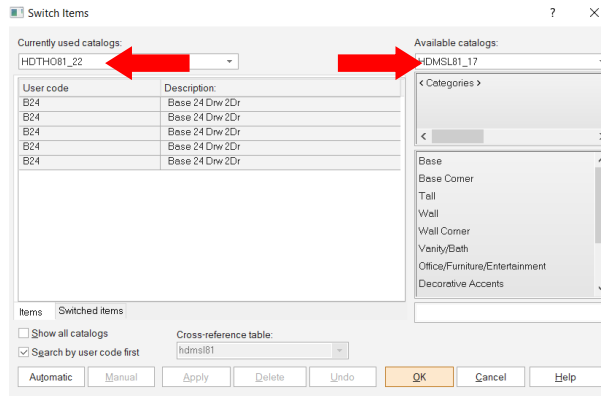 Switch Items
Currently used catalogs:
HDTHO81_22
Available catalogs:
HDMSL81_17
User code Description:
B24 Base 24 Drw 2Dr
B24 Base 24 Drw 2Dr
B24 Base 24 Drw 2Dr
B24 Base 24 Drw 2Dr
B24 Base 24 Drw 2Dr
< Categories >
Base
Base Corner
Tall
Wall
Wall Corner
Vanity/Bath
Office/Furniture/Entertainment
Decorative Accents
Items Switched items
Show all catalogs
Search by user code first
Cross-reference table:
hdmsl81
Automatic Manual Apply Delete Undo OK Cancel Help